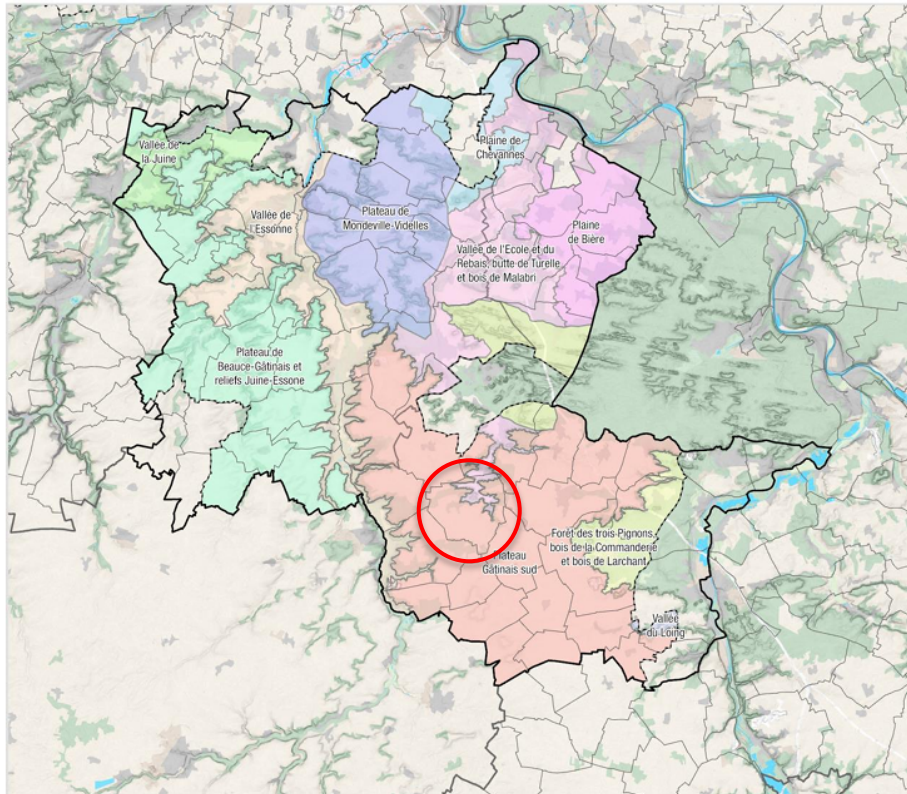 Vallée de
la Juine
Plaine de
Chevannes
Vallée de
l'Essonne
Plateau de
Mondeville-Videlles
Vallée de l'Ecole et du
Rebais, butte de Turelle
et bois de Malabri
Plaine
de Bière
Plateau de
Beauce-Gâtinais et
reliefs Juine-Essone
Forêt des trois Pignons,
bois de la Commanderie
et bois de Larchant
Plateau
Gâtinais sud
Vallée
du Loing